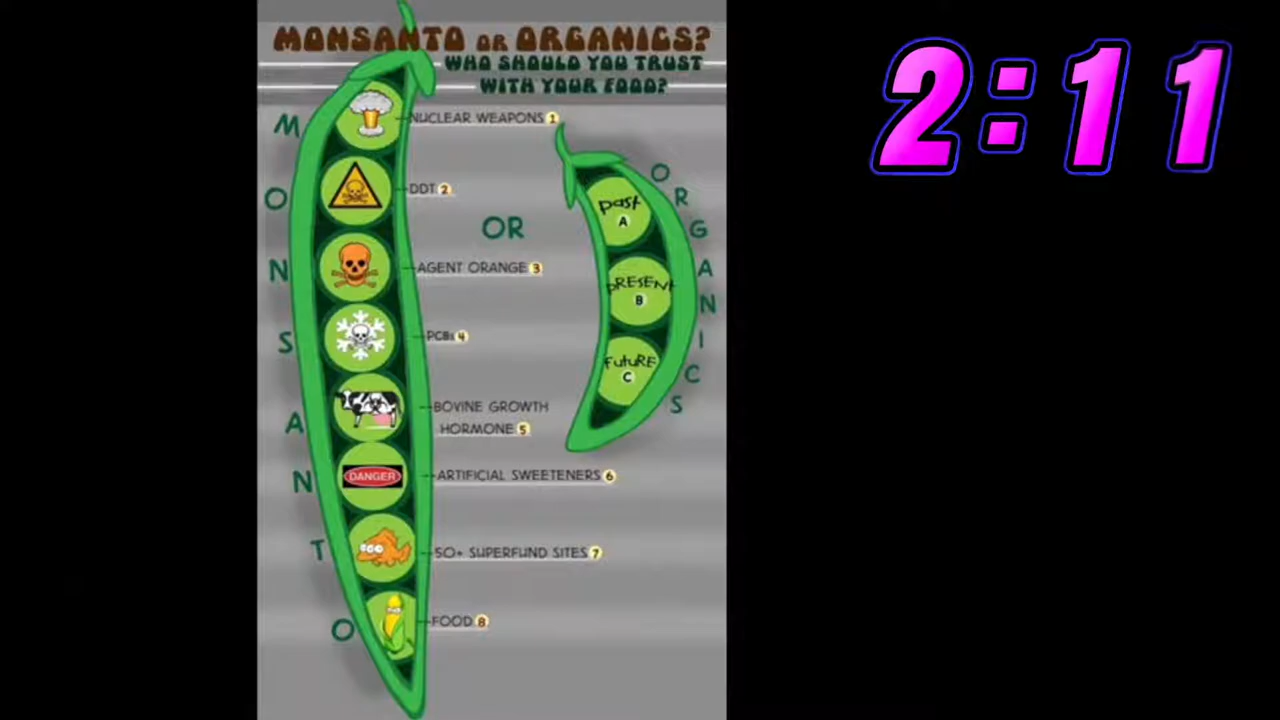 MONSANTO OR ORGANICS?
WHO SHOULD YOU TRUST
WITH YOUR FOOD?
2:11
MONSANTO
NUCLEAR WEAPONS 1
DDT 2
AGENT ORANGE 3
PCBs 4
BOVINE GROWTH
HORMONE 5
DANGER
ARTIFICIAL SWEETENERS 6
50+ SUPERFUND SITES 7
FOOD 8
OR
ORGANICS
PAST
A
PRESENT
B
FUTURE
C